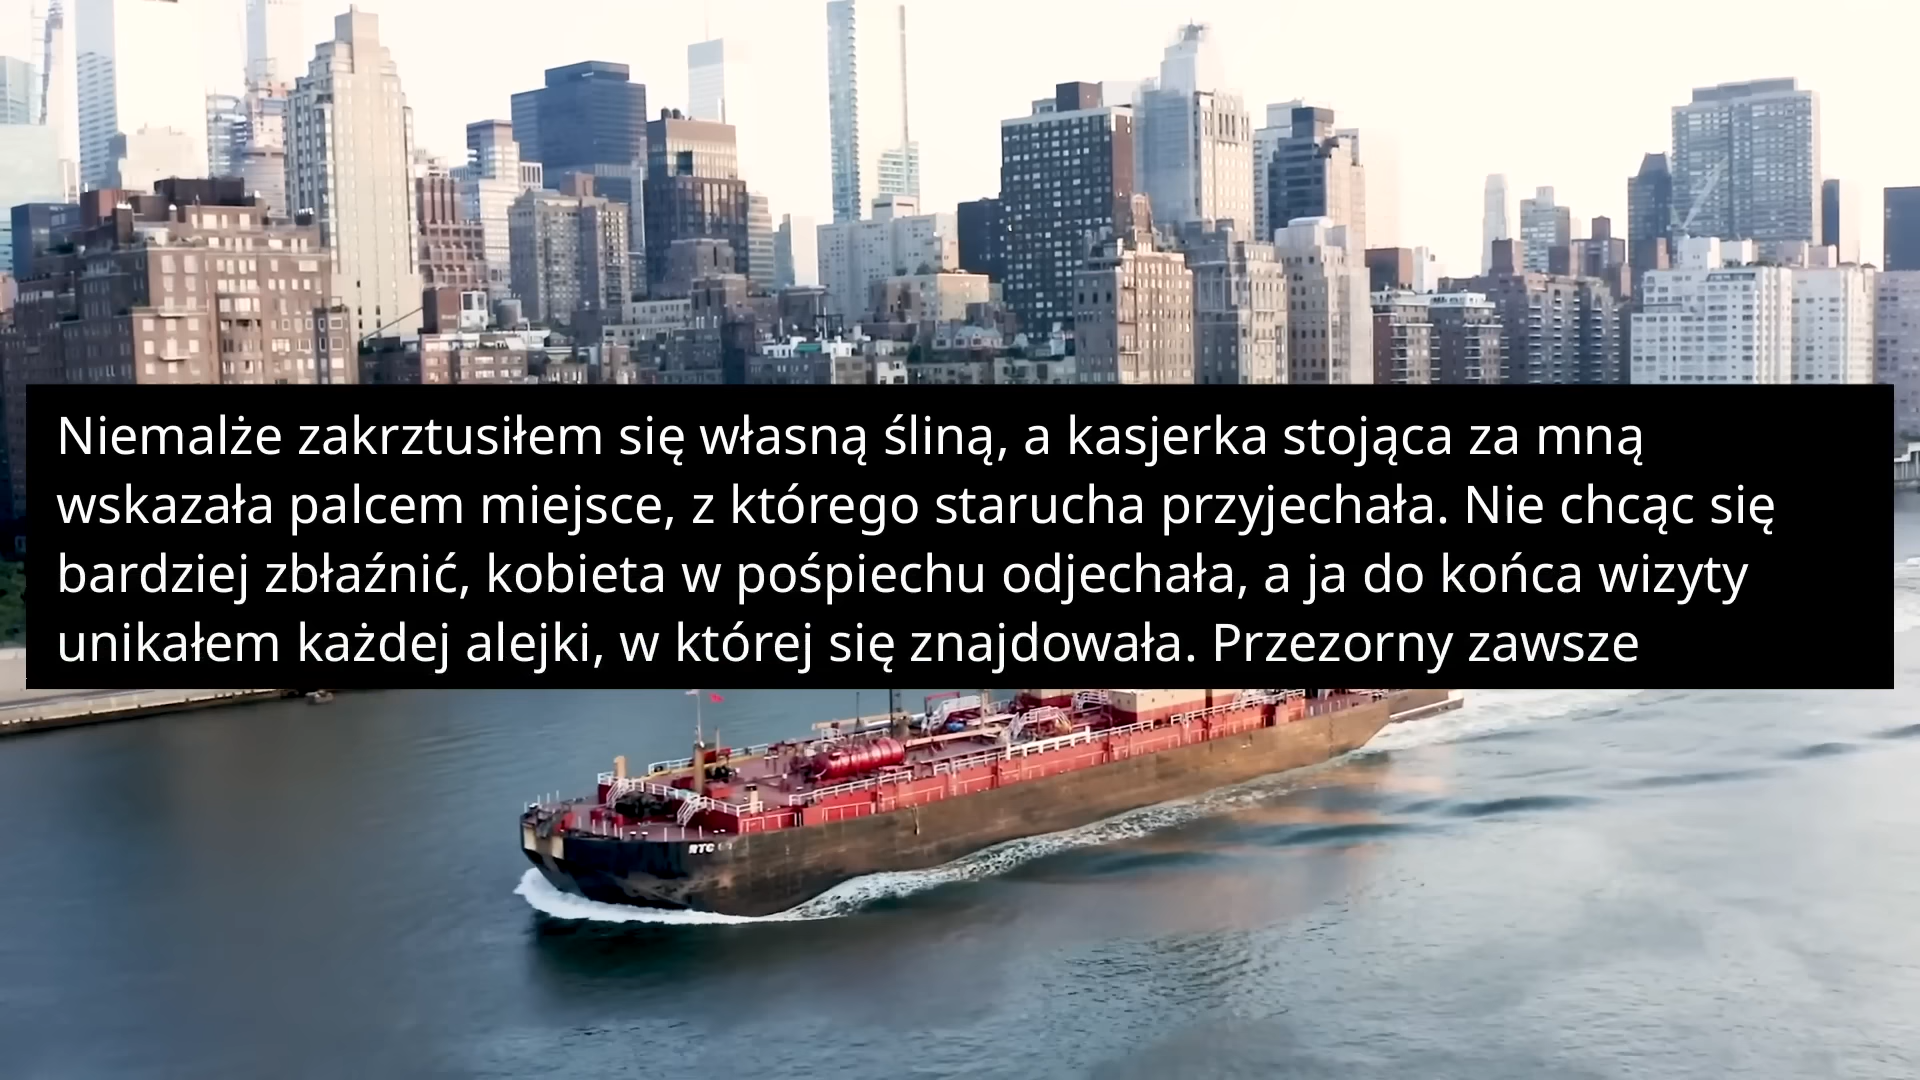 Niemalże zakrztusiłem się własną śliną, a kasjerka stojąca za mną
wskazała palcem miejsce, z którego starucha przyjechała. Nie chcąc się
bardziej zbłaźnić, kobieta w pośpiechu odjechała, a ja do końca wizyty
unikałem każdej alejki, w której się znajdowała. Przezorny zawsze
RTC